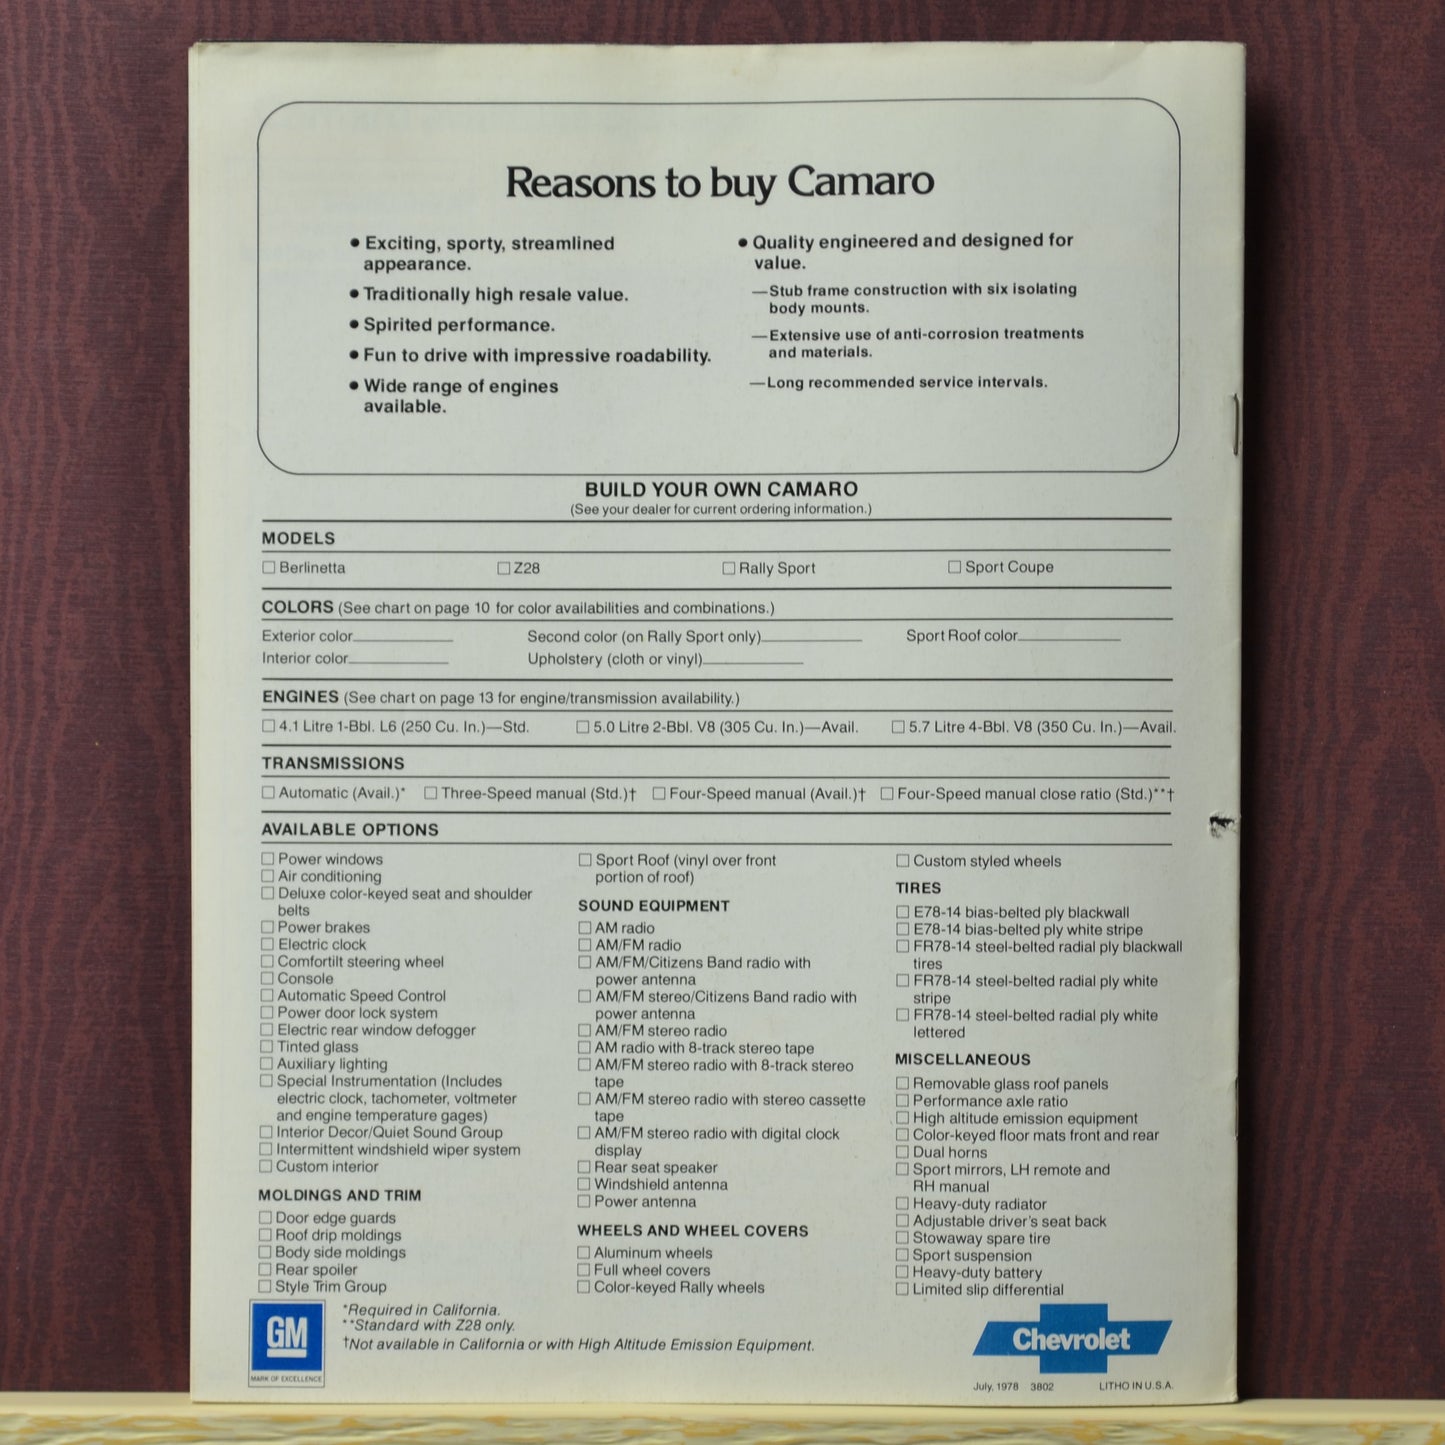 Reasons to buy Camaro
● Exciting, sporty, streamlined
appearance.
● Traditionally high resale value.
● Spirited performance.
● Fun to drive with impressive roadability.
● Wide range of engines
available.
● Quality engineered and designed for
value.
—Stub frame construction with six isolating
body mounts.
—Extensive use of anti-corrosion treatments
and materials.
—Long recommended service intervals.
BUILD YOUR OWN CAMARO
(See your dealer for current ordering information.)
MODELS
☐ Berlinetta ☐ Z28 ☐ Rally Sport ☐ Sport Coupe
COLORS (See chart on page 10 for color availabilities and combinations.)
Exterior color____ Second color (on Rally Sport only)____ Sport Roof color____
Interior color____ Upholstery (cloth or vinyl)____
ENGINES (See chart on page 13 for engine/transmission availability.)
☐ 4.1 Litre 1-Bbl. L6 (250 Cu. In.)—Std. ☐ 5.0 Litre 2-Bbl. V8 (305 Cu. In.)—Avail. ☐ 5.7 Litre 4-Bbl. V8 (350 Cu. In.)—Avail.
TRANSMISSIONS
☐ Automatic (Avail.)* ☐ Three-Speed manual (Std.)† ☐ Four-Speed manual (Avail.)† ☐ Four-Speed manual close ratio (Std.)**†
AVAILABLE OPTIONS
☐ Power windows
☐ Air conditioning
☐ Deluxe color-keyed seat and shoulder
belts
☐ Power brakes
☐ Electric clock
☐ Comfortilt steering wheel
☐ Console
☐ Automatic Speed Control
☐ Power door lock system
☐ Electric rear window defogger
☐ Tinted glass
☐ Auxiliary lighting
☐ Special Instrumentation (Includes
electric clock, tachometer, voltmeter
and engine temperature gages)
☐ Interior Decor/Quiet Sound Group
☐ Intermittent windshield wiper system
☐ Custom interior
MOLDINGS AND TRIM
☐ Door edge guards
☐ Roof drip moldings
☐ Body side moldings
☐ Rear spoiler
☐ Style Trim Group
☐ Sport Roof (vinyl over front
portion of roof)
SOUND EQUIPMENT
☐ AM radio
☐ AM/FM radio
☐ AM/FM/Citizens Band radio with
power antenna
☐ AM/FM stereo/Citizens Band radio with
power antenna
☐ AM/FM stereo radio
☐ AM radio with 8-track stereo tape
☐ AM/FM stereo radio with 8-track stereo
tape
☐ AM/FM stereo radio with stereo cassette
tape
☐ AM/FM stereo radio with digital clock
display
☐ Rear seat speaker
☐ Windshield antenna
☐ Power antenna
WHEELS AND WHEEL COVERS
☐ Aluminum wheels
☐ Full wheel covers
☐ Color-keyed Rally wheels
☐ Custom styled wheels
TIRES
☐ E78-14 bias-belted ply blackwall
☐ E78-14 bias-belted ply white stripe
☐ FR78-14 steel-belted radial ply blackwall
tires
☐ FR78-14 steel-belted radial ply white
stripe
☐ FR78-14 steel-belted radial ply white
lettered
MISCELLANEOUS
☐ Removable glass roof panels
☐ Performance axle ratio
☐ High altitude emission equipment
☐ Color-keyed floor mats front and rear
☐ Dual horns
☐ Sport mirrors, LH remote and
RH manual
☐ Heavy-duty radiator
☐ Adjustable driver's seat back
☐ Stowaway spare tire
☐ Sport suspension
☐ Heavy-duty battery
☐ Limited slip differential
GM
MARK OF EXCELLENCE
*Required in California.
**Standard with Z28 only.
†Not available in California or with High Altitude Emission Equipment.
Chevrolet
July, 1978 3802 LITHO IN U.S.A.